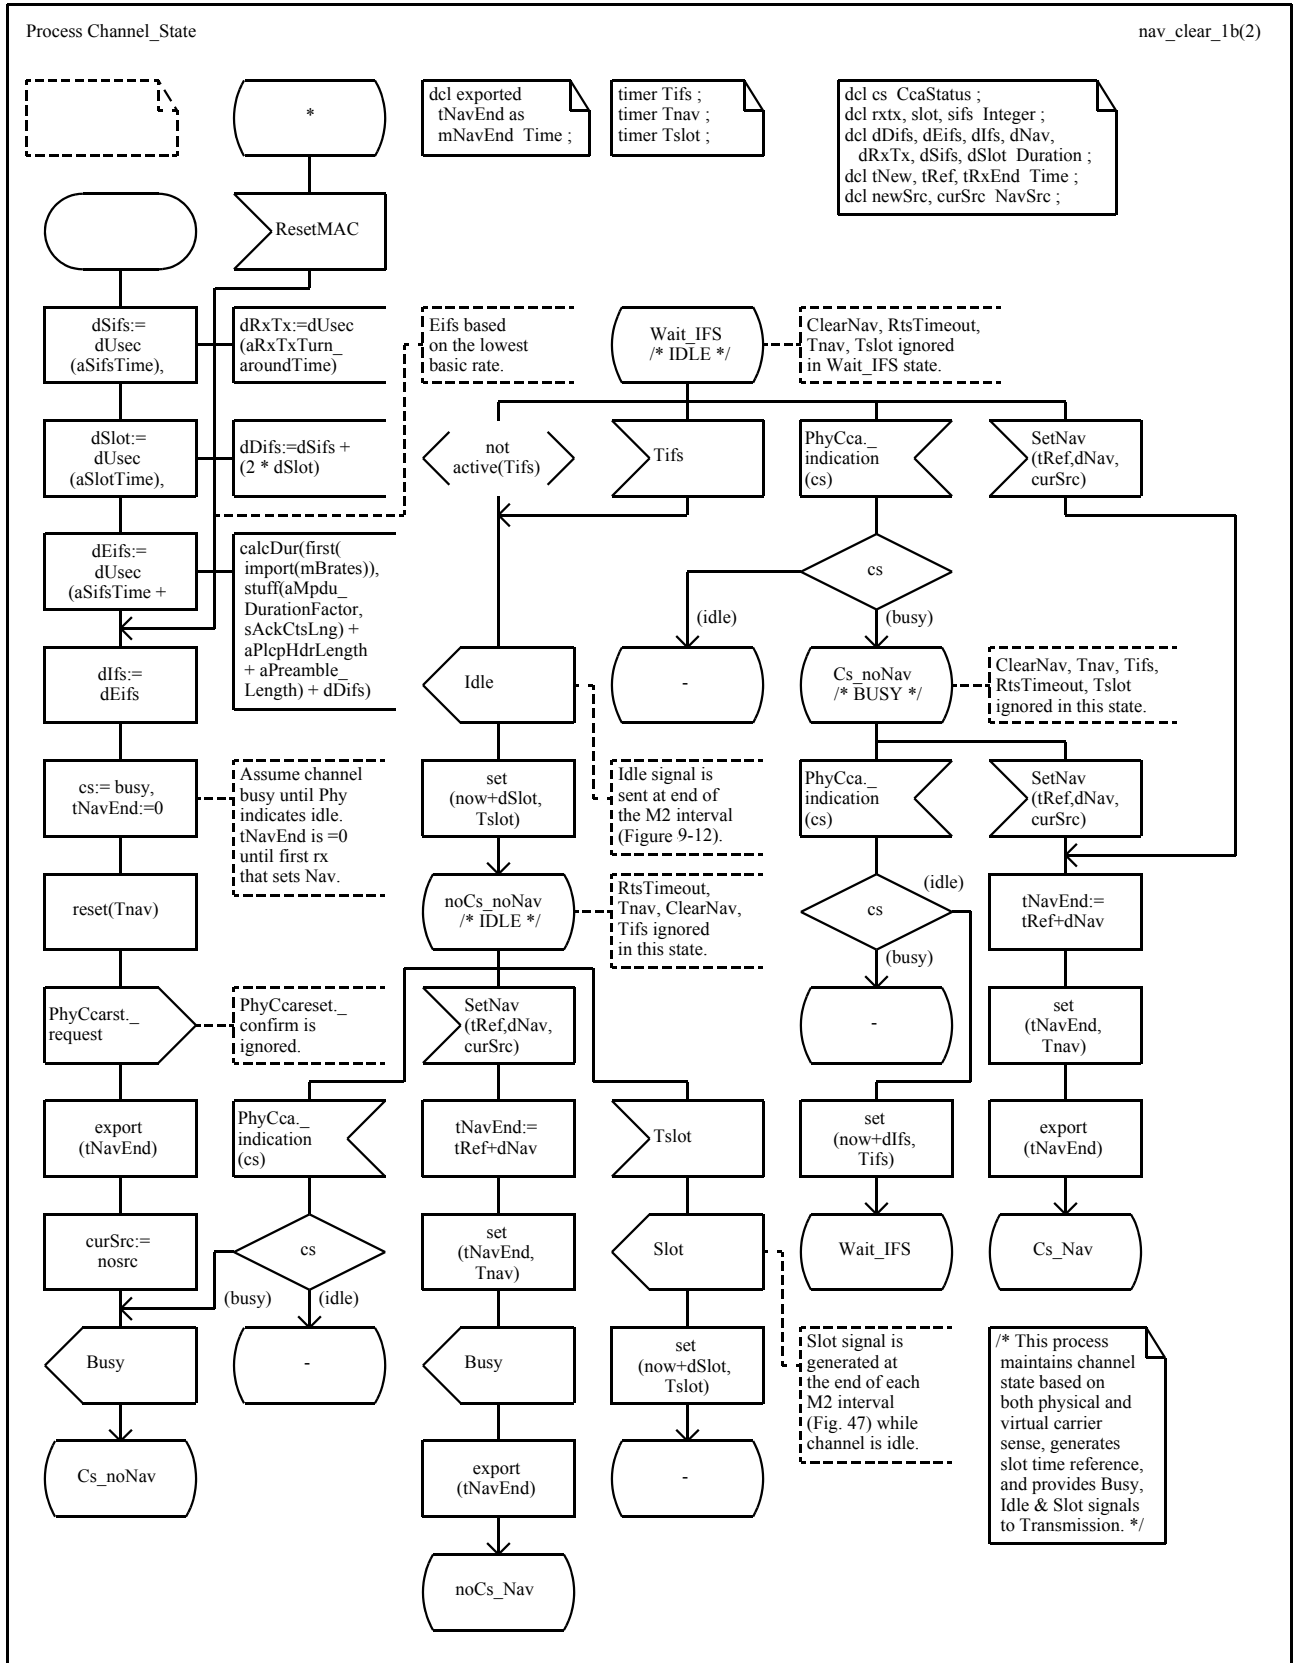 Process Channel_State
nav_clear_1b(2)
*
dcl exported
tNavEnd as
mNavEnd Time ;
timer Tifs ;
timer Tnav ;
timer Tslot ;
dcl cs CcaStatus ;
dcl rxtx, slot, sifs Integer ;
dcl dDifs, dEifs, dIfs, dNav,
dRxTx, dSifs, dSlot Duration ;
dcl tNew, tRef, tRxEnd Time ;
dcl newSrc, curSrc NavSrc ;
ResetMAC
dSifs:=
dUsec
(aSifsTime),
dRxTx:=dUsec
(aRxTxTurn_
aroundTime)
Eifs based
on the lowest
basic rate.
Wait_IFS
/* IDLE */
ClearNav, RtsTimeout,
Tnav, Tslot ignored
in Wait_IFS state.
dSlot:=
dUsec
(aSlotTime),
dDifs:=dSifs +
(2 * dSlot)
not
active(Tifs)
Tifs
PhyCca._
indication
(cs)
SetNav
(tRef,dNav,
curSrc)
dEifs:=
dUsec
(aSifsTime +
calcDur(first(
import(mBrates)),
stuff(aMpdu_
DurationFactor,
sAckCtsLng) +
aPlcpHdrLength
+ aPreamble_
Length) + dDifs)
cs
(idle)
(busy)
dIfs:=
dEifs
Idle
-
Cs_noNav
/* BUSY */
ClearNav, Tnav, Tifs,
RtsTimeout, Tslot
ignored in this state.
cs:= busy,
tNavEnd:=0
Assume channel
busy until Phy
indicates idle.
tNavEnd is =0
until first rx
that sets Nav.
set
(now+dSlot,
Tslot)
Idle signal is
sent at end of
the M2 interval
(Figure 9-12).
PhyCca._
indication
(cs)
SetNav
(tRef,dNav,
curSrc)
reset(Tnav)
noCs_noNav
/* IDLE */
RtsTimeout,
Tnav, ClearNav,
Tifs ignored
in this state.
cs
(idle)
(busy)
tNavEnd:=
tRef+dNav
PhyCcarst._
request
PhyCcareset._
confirm is
ignored.
SetNav
(tRef,dNav,
curSrc)
-
set
(tNavEnd,
Tnav)
export
(tNavEnd)
PhyCca._
indication
(cs)
tNavEnd:=
tRef+dNav
Tslot
set
(now+dIfs,
Tifs)
export
(tNavEnd)
curSrc:=
nosrc
cs
(busy)
(idle)
set
(tNavEnd,
Tnav)
Slot
Wait_IFS
Cs_Nav
Busy
-
Busy
set
(now+dSlot,
Tslot)
Slot signal is
generated at
the end of each
M2 interval
(Fig. 47) while
channel is idle.
/* This process
maintains channel
state based on
both physical and
virtual carrier
sense, generates
slot time reference,
and provides Busy,
Idle & Slot signals
to Transmission. */
Cs_noNav
export
(tNavEnd)
-
noCs_Nav